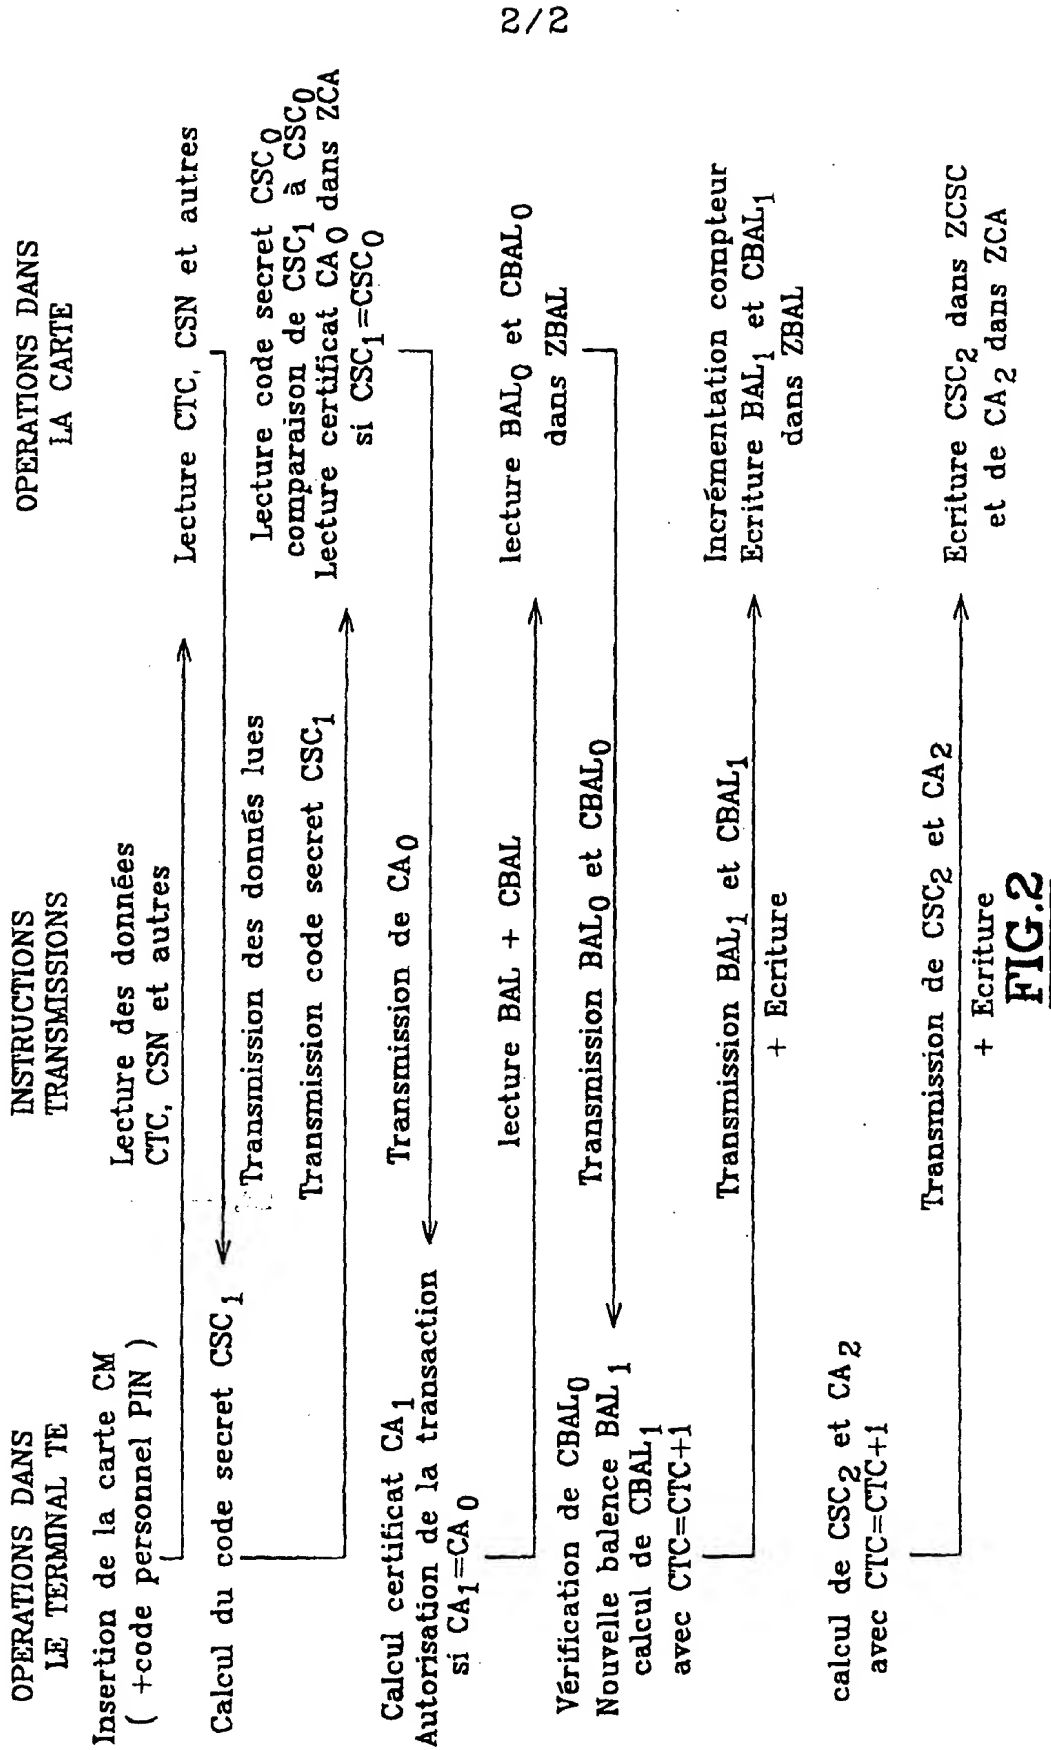 2/2
OPERATIONS DANS
LE TERMINAL TE
INSTRUCTIONS
TRANSMISSIONS
OPERATIONS DANS
LA CARTE
Insertion de la carte CM
( +code personnel PIN )
Lecture des données
CTC, CSN et autres
Lecture CTC, CSN et autres
Calcul du code secret CSC1
Transmission des donnés lues
Transmission code secret CSC1
Lecture code secret CSC0
comparaison de CSC1 à CSC0
Lecture certificat CA0 dans ZCA
si CSC1=CSC0
Transmission de CA0
Calcul certificat CA1
Autorisation de la transaction
si CA1=CA0
lecture BAL + CBAL
lecture BAL0 et CBAL0
dans ZBAL
Transmission BAL0 et CBAL0
Vérification de CBAL0
Nouvelle balence BAL1
calcul de CBAL1
avec CTC=CTC+1
Transmission BAL1 et CBAL1
+ Ecriture
Incrémentation compteur
Ecriture BAL1 et CBAL1
dans ZBAL
calcul de CSC2 et CA2
avec CTC=CTC+1
Transmission de CSC2 et CA2
+ Ecriture
Ecriture CSC2 dans ZCSC
et de CA2 dans ZCA
FIG.2